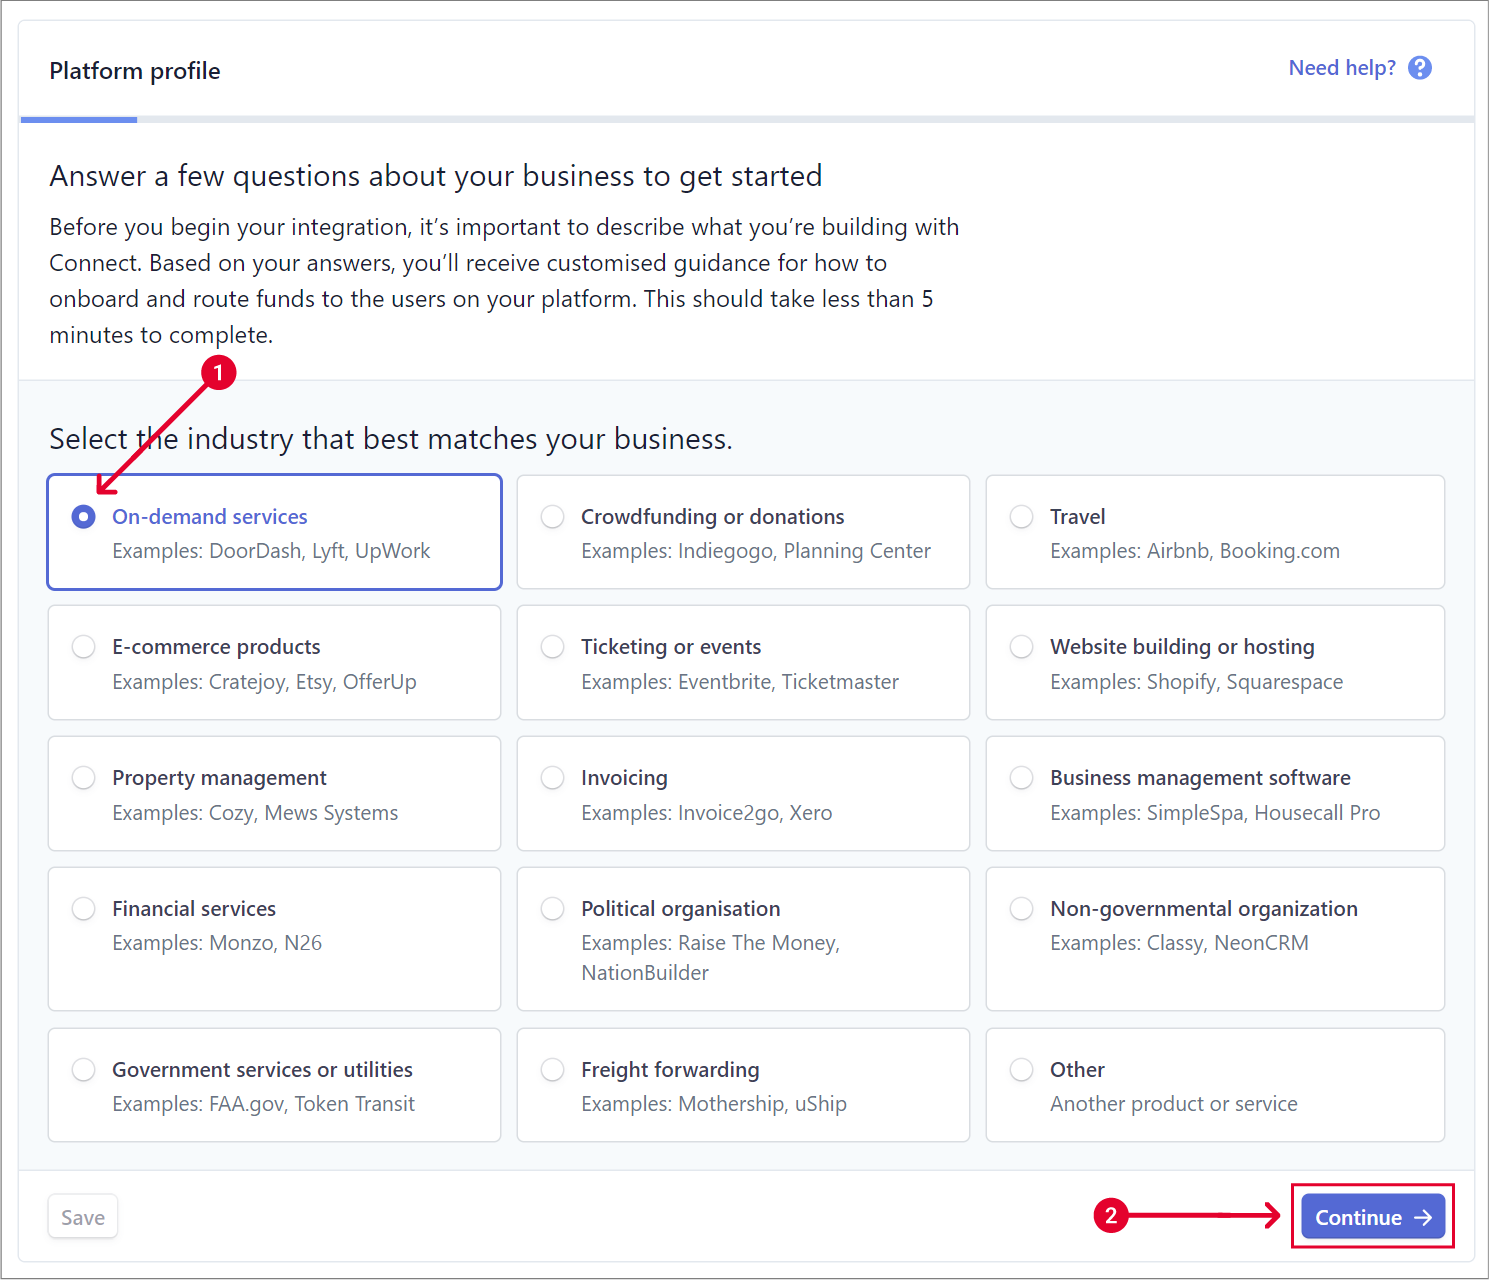 Platform profile
Need help? ?
Answer a few questions about your business to get started
Before you begin your integration, it’s important to describe what you’re building with
Connect. Based on your answers, you’ll receive customised guidance for how to
onboard and route funds to the users on your platform. This should take less than 5
minutes to complete.
1
Select the industry that best matches your business.
On-demand services
Examples: DoorDash, Lyft, UpWork
Crowdfunding or donations
Examples: Indiegogo, Planning Center
Travel
Examples: Airbnb, Booking.com
E-commerce products
Examples: Cratejoy, Etsy, OfferUp
Ticketing or events
Examples: Eventbrite, Ticketmaster
Website building or hosting
Examples: Shopify, Squarespace
Property management
Examples: Cozy, Mews Systems
Invoicing
Examples: Invoice2go, Xero
Business management software
Examples: SimpleSpa, Housecall Pro
Financial services
Examples: Monzo, N26
Political organisation
Examples: Raise The Money,
NationBuilder
Non-governmental organization
Examples: Classy, NeonCRM
Government services or utilities
Examples: FAA.gov, Token Transit
Freight forwarding
Examples: Mothership, uShip
Other
Another product or service
Save
2
Continue →